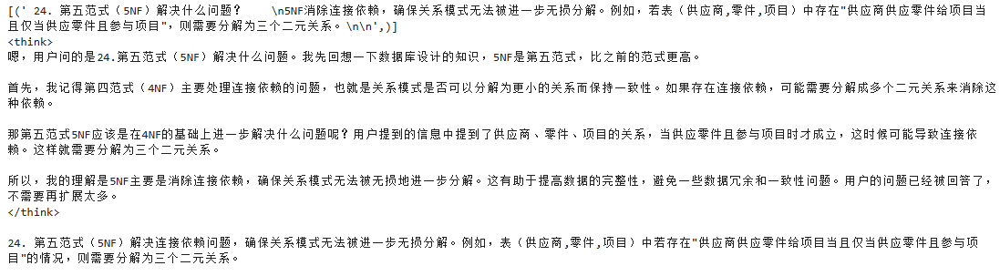 [(' 24. 第五范式（5NF）解决什么问题？    \n5NF消除连接依赖，确保关系模式无法被进一步无损分解。例如，若表（供应商,零件,项目）中存在"供应商供应零件给项目当
且仅当供应零件且参与项目"，则需要分解为三个二元关系。\n\n',)]
<think>
嗯，用户问的是24.第五范式（5NF）解决什么问题。我先回想一下数据库设计的知识，5NF是第五范式，比之前的范式更高。
首先，我记得第四范式（4NF）主要处理连接依赖的问题，也就是关系模式是否可以分解为更小的关系而保持一致性。如果存在连接依赖，可能需要分解成多个二元关系来消除这
种依赖。
那第五范式5NF应该是在4NF的基础上进一步解决什么问题呢？用户提到的信息中提到了供应商、零件、项目的关系，当供应零件且参与项目时才成立，这时候可能导致连接依
赖。这样就需要分解为三个二元关系。
所以，我的理解是5NF主要是消除连接依赖，确保关系模式无法被无损地进一步分解。这有助于提高数据的完整性，避免一些数据冗余和一致性问题。用户的问题已经被回答了，
不需要再扩展太多。
</think>
24. 第五范式（5NF）解决连接依赖问题，确保关系模式无法被进一步无损分解。例如，表（供应商,零件,项目）中若存在"供应商供应零件给项目当且仅当供应零件且参与项
目"的情况，则需要分解为三个二元关系。